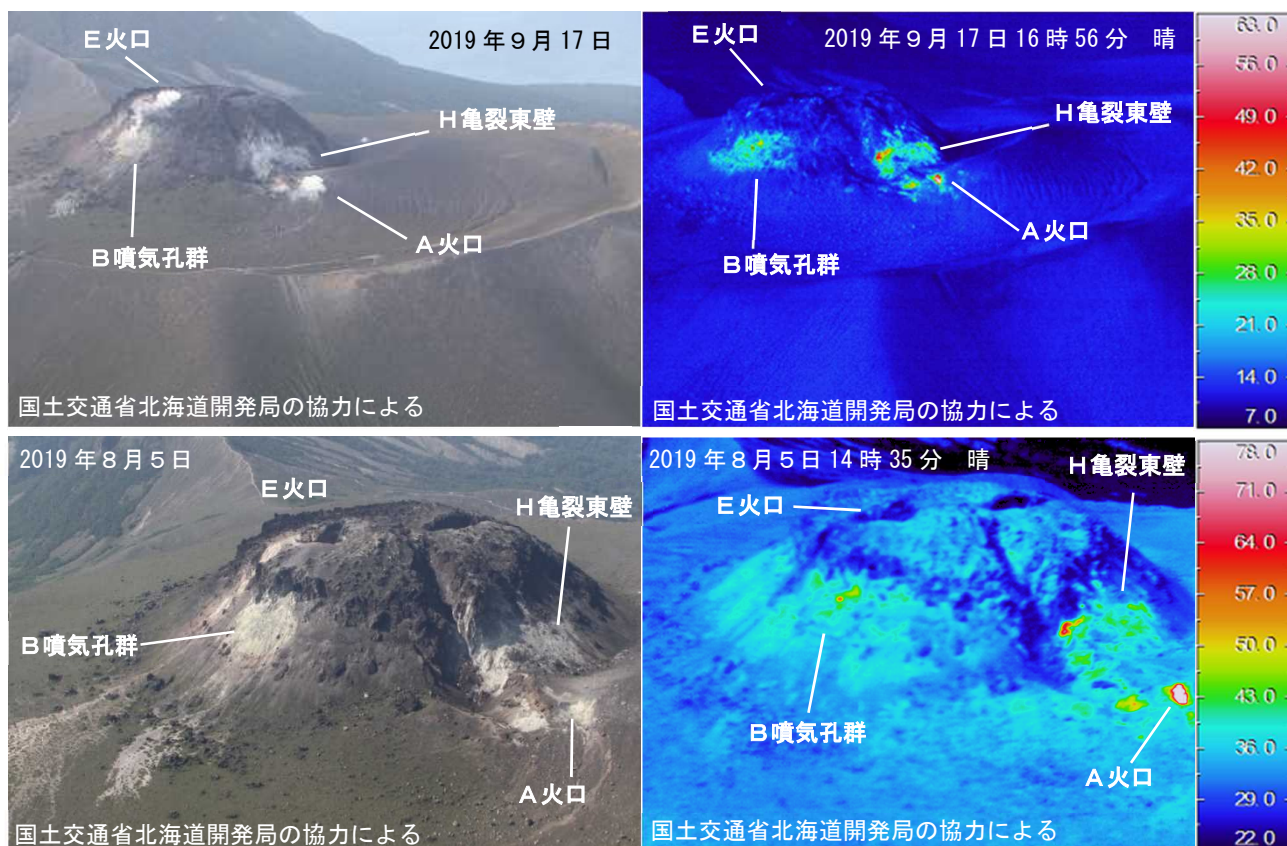 E火口
2019年9月17日
H亀裂東壁
B噴気孔群
A火口
国土交通省北海道開発局の協力による
E火口
2019年9月17日16時56分 晴
H亀裂東壁
B噴気孔群
A火口
国土交通省北海道開発局の協力による
63.0
56.0
49.0
42.0
35.0
28.0
21.0
14.0
7.0
2019年8月5日
E火口
H亀裂東壁
B噴気孔群
A火口
国土交通省北海道開発局の協力による
2019年8月5日14時35分 晴
H亀裂東壁
E火口
B噴気孔群
A火口
国土交通省北海道開発局の協力による
78.0
71.0
64.0
57.0
50.0
43.0
36.0
29.0
22.0